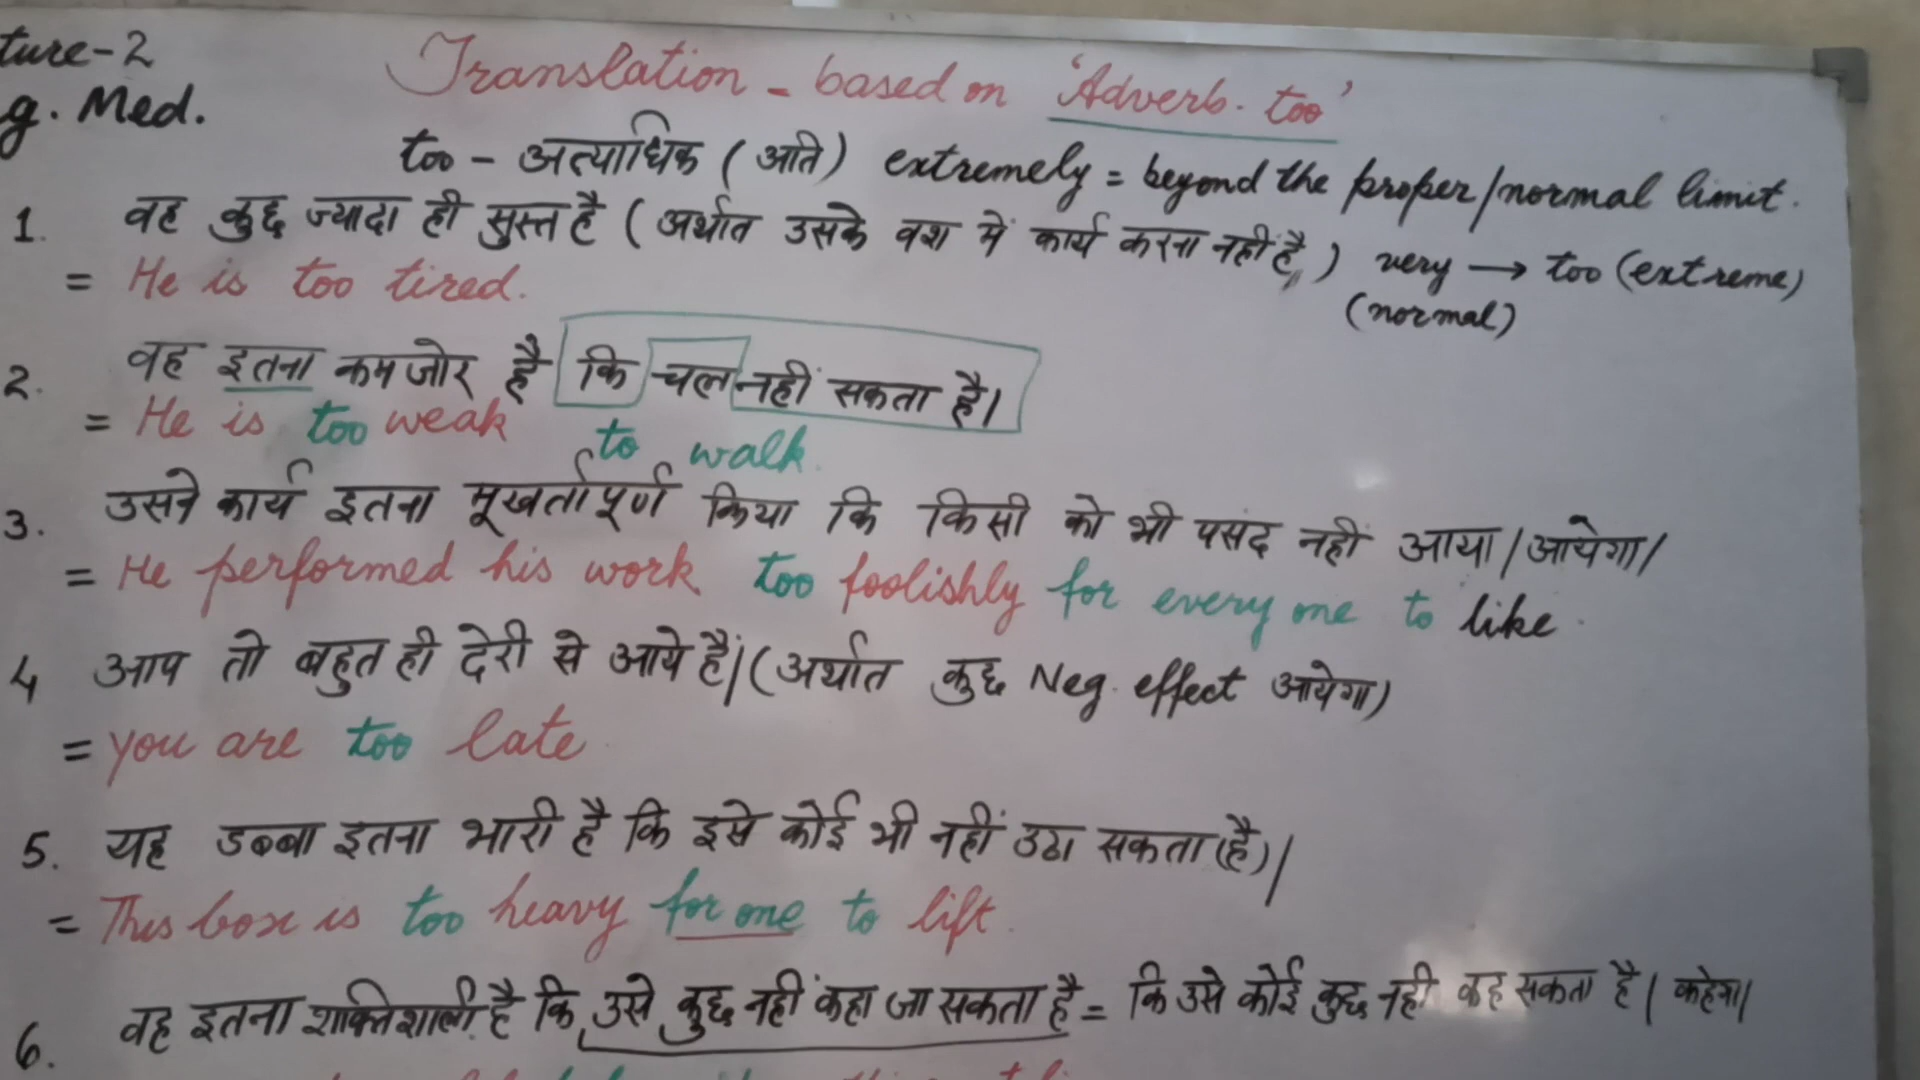 ture-2
g. Med.
Translation - based on 'Adverb. too'
too - अत्याधिक (अति) extremely = beyond the proper/normal limit.
1. वह कुछ ज्यादा ही सुस्त है (अर्थात उसके वश में कार्य करना नहीं है) very → too (extreme)
(normal)
= He is too tired.
2. वह इतना कमजोर है कि चल नहीं सकता है।
= He is too weak to walk.
3. उसने कार्य इतना मूखर्तापूर्ण किया कि किसी को भी पसंद नहीं आया/आयेगा।
= He performed his work too foolishly for every one to like.
4 आप तो बहुत ही देरी से आये हैं।(अर्थात कुछ Neg. effect आयेगा)
= you are too late
5. यह डब्बा इतना भारी है कि इसे कोई भी नहीं उठा सकता (है)।
= This box is too heavy for one to lift.
6. वह इतना शक्तिशाली है कि उसे कुछ नहीं कहा जा सकता है = कि उसे कोई कुछ नही कह सकता है। कहेगा।